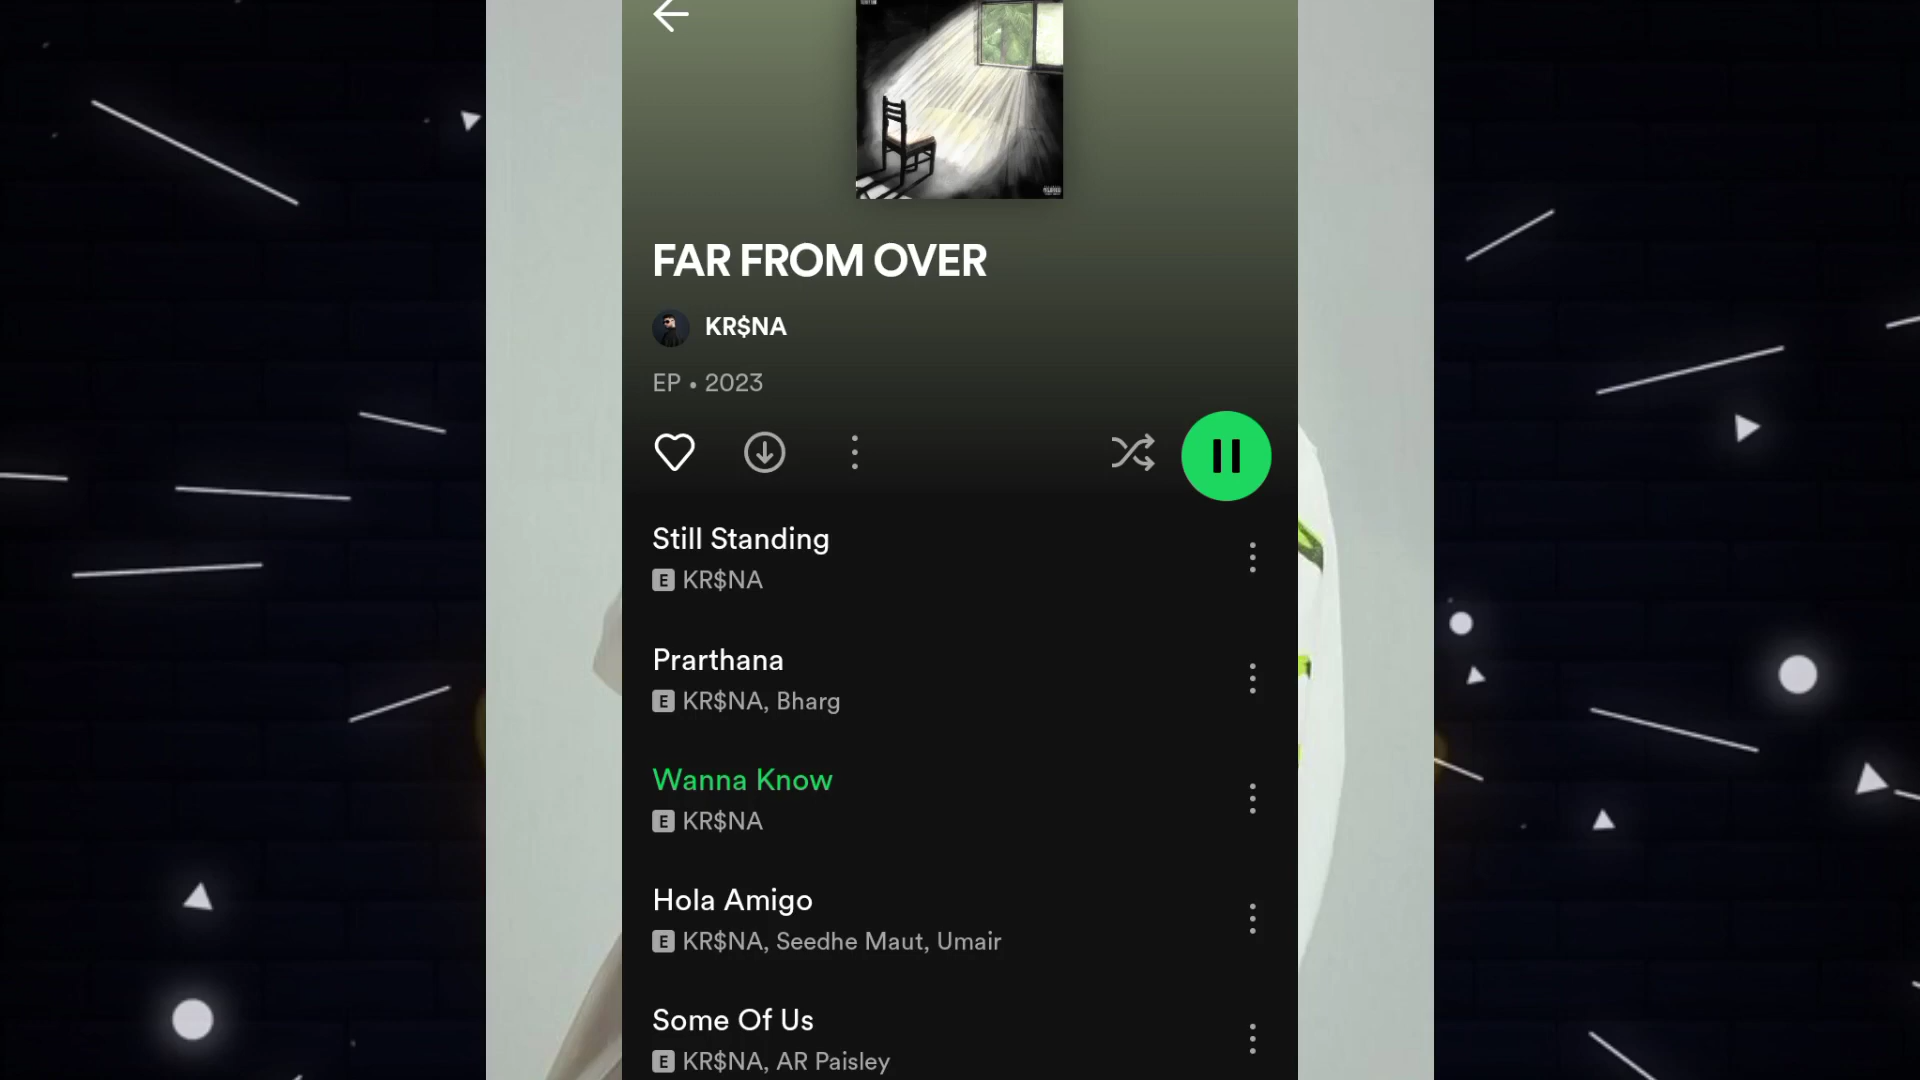 FAR FROM OVER
KR$NA
EP • 2023
Still Standing
E KR$NA
Prarthana
E KR$NA, Bharg
Wanna Know
E KR$NA
Hola Amigo
E KR$NA, Seedhe Maut, Umair
Some Of Us
E KR$NA, AR Paisley